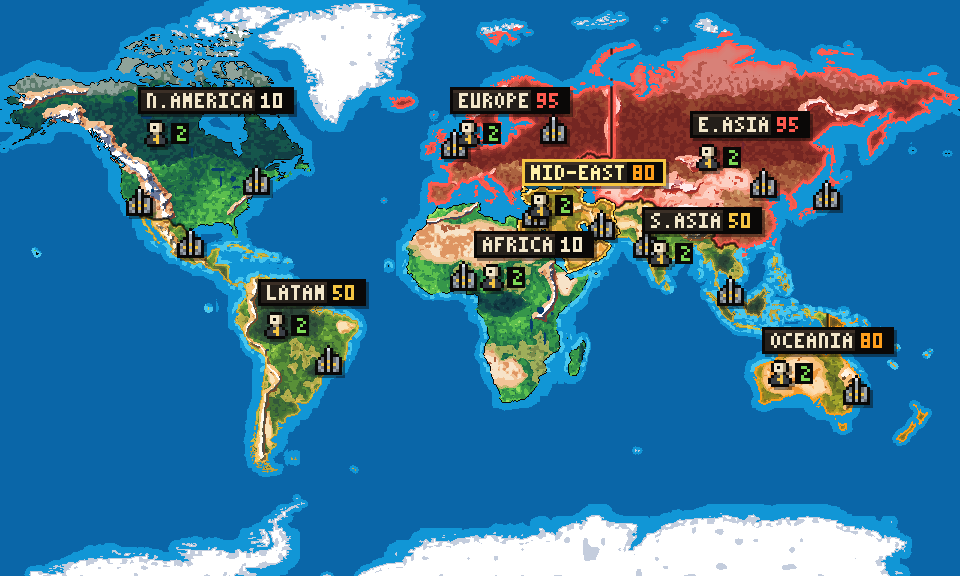 N.AMERICA 10
2
EUROPE 95
2
E.ASIA 95
2
MID-EAST 80
2
S.ASIA 50
2
AFRICA 10
2
LATAM 50
2
OCEANIA 80
2